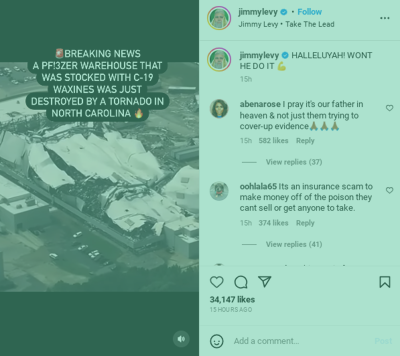 🚨BREAKING NEWS
A PF!3ZER WAREHOUSE THAT
WAS STOCKED WITH C-19
WAXINES WAS JUST
DESTROYED BY A TORNADO IN
NORTH CAROLINA 🔥
jimmylevy • Follow
Jimmy Levy • Take The Lead
jimmylevy HALLELUYAH! WONT
HE DO IT 💪
15h
abenarose I pray it's our father in
heaven & not just them trying to
cover-up evidence🙏🙏🙏
15h 582 likes Reply
View replies (37)
oohlala65 Its an insurance scam to
make money off of the poison they
cant sell or get anyone to take.
15h 374 likes Reply
View replies (41)
34,147 likes
15 HOURS AGO
Add a comment... Post